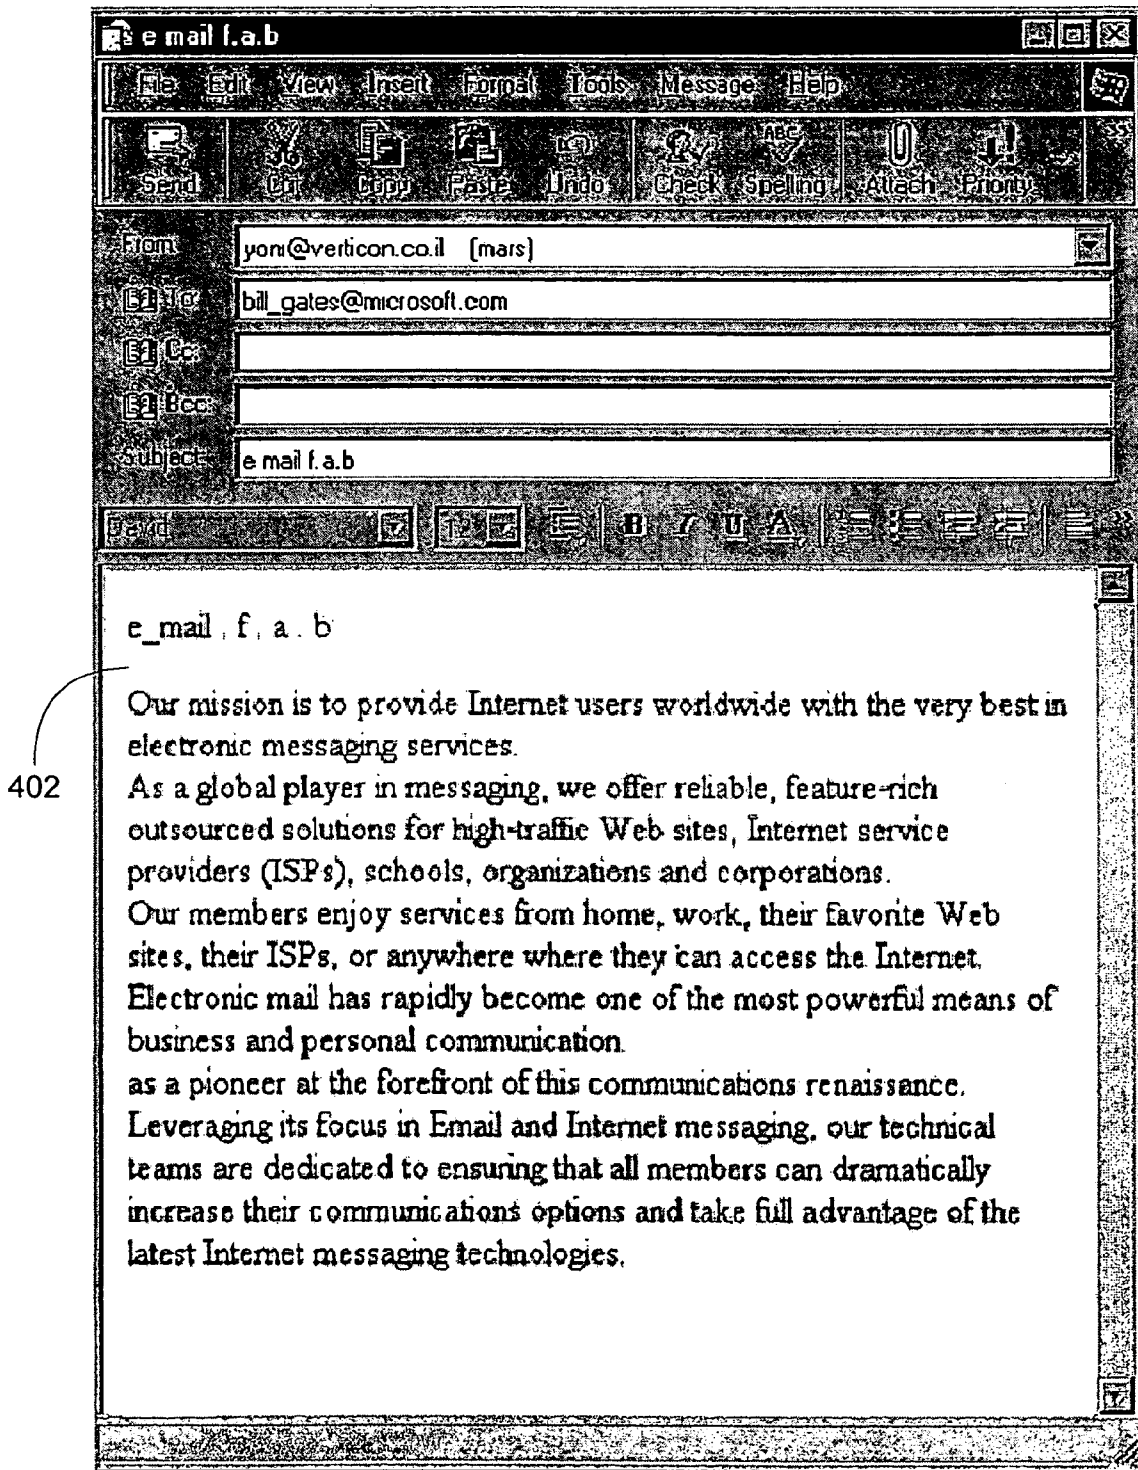 e mail f.a.b
File Edit View Insert Format Tools Message Help
Send Cut Copy Paste Undo Check Spelling Attach Priority
From: yoni@verticon.co.il (mars)
To: bill_gates@microsoft.com
Cc:
Bcc:
Subject: e mail f.a.b
David 12 B I U A
e_mail , f , a . b
402
Our mission is to provide Internet users worldwide with the very best in
electronic messaging services.
As a global player in messaging, we offer reliable, feature-rich
outsourced solutions for high-traffic Web sites, Internet service
providers (ISPs), schools, organizations and corporations.
Our members enjoy services from home, work, their favorite Web
sites, their ISPs, or anywhere where they can access the Internet.
Electronic mail has rapidly become one of the most powerful means of
business and personal communication.
as a pioneer at the forefront of this communications renaissance.
Leveraging its focus in Email and Internet messaging, our technical
teams are dedicated to ensuring that all members can dramatically
increase their communications options and take full advantage of the
latest Internet messaging technologies.